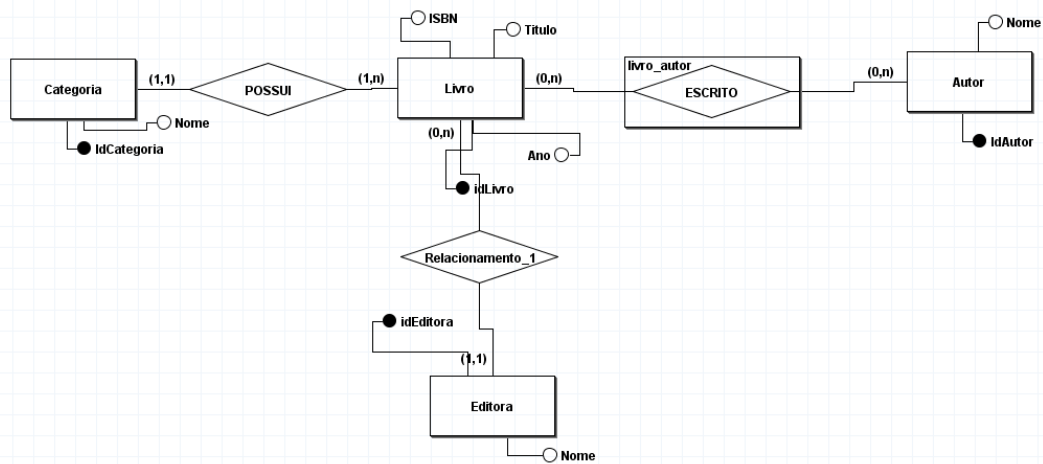 ISBN
Título
Nome
Categoria
(1,1)
POSSUI
(1,n)
Livro
(0,n)
livro_autor
ESCRITO
(0,n)
Autor
Nome
IdCategoria
(0,n)
Ano
idLivro
IdAutor
Relacionamento_1
idEditora
(1,1)
Editora
Nome